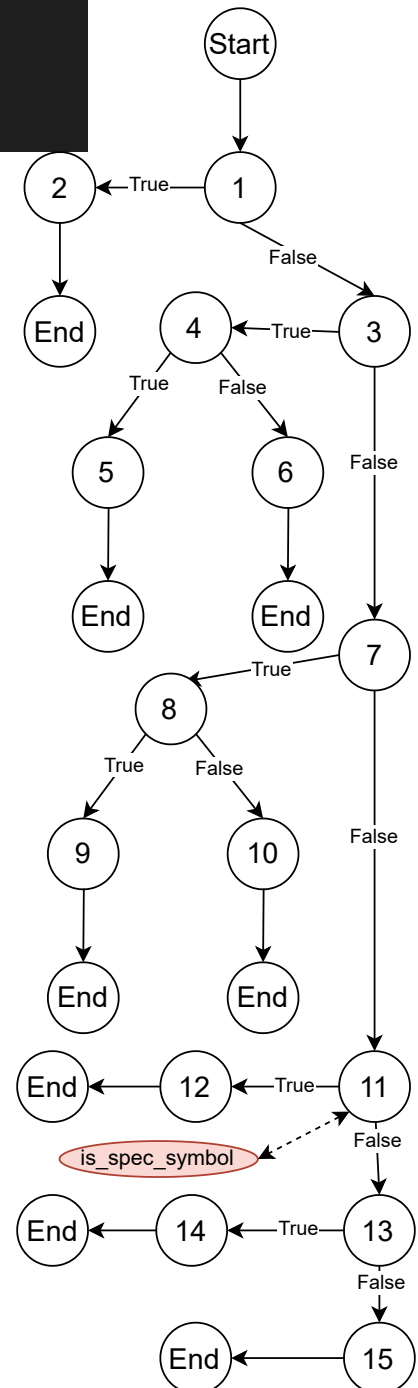 Start
2
True
1
False
End
4
True
3
True
False
False
5
6
End
End
7
True
8
True
False
False
9
10
End
End
End
12
True
11
is_spec_symbol
False
End
14
True
13
False
End
15